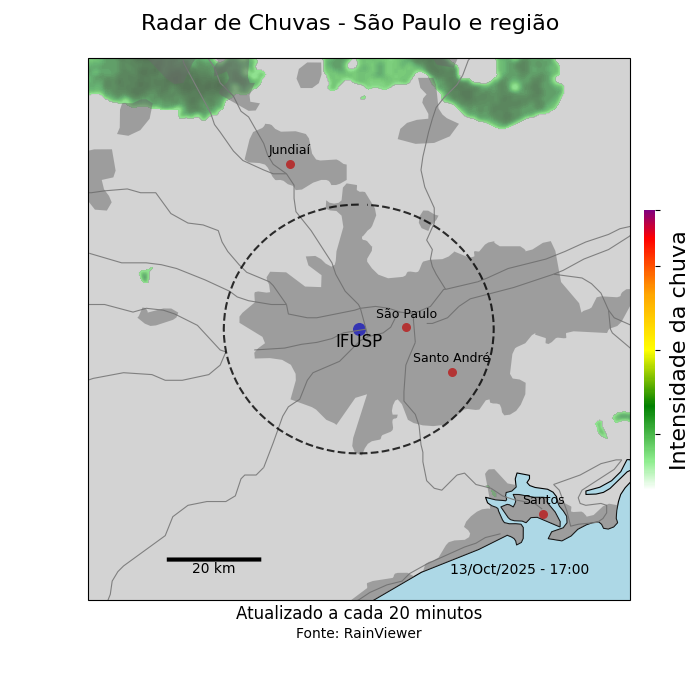 Radar de Chuvas - São Paulo e região
Jundiaí
São Paulo
IFUSP
Santo André
Santos
20 km
13/Oct/2025 - 17:00
Intensidade da chuva
Atualizado a cada 20 minutos
Fonte: RainViewer